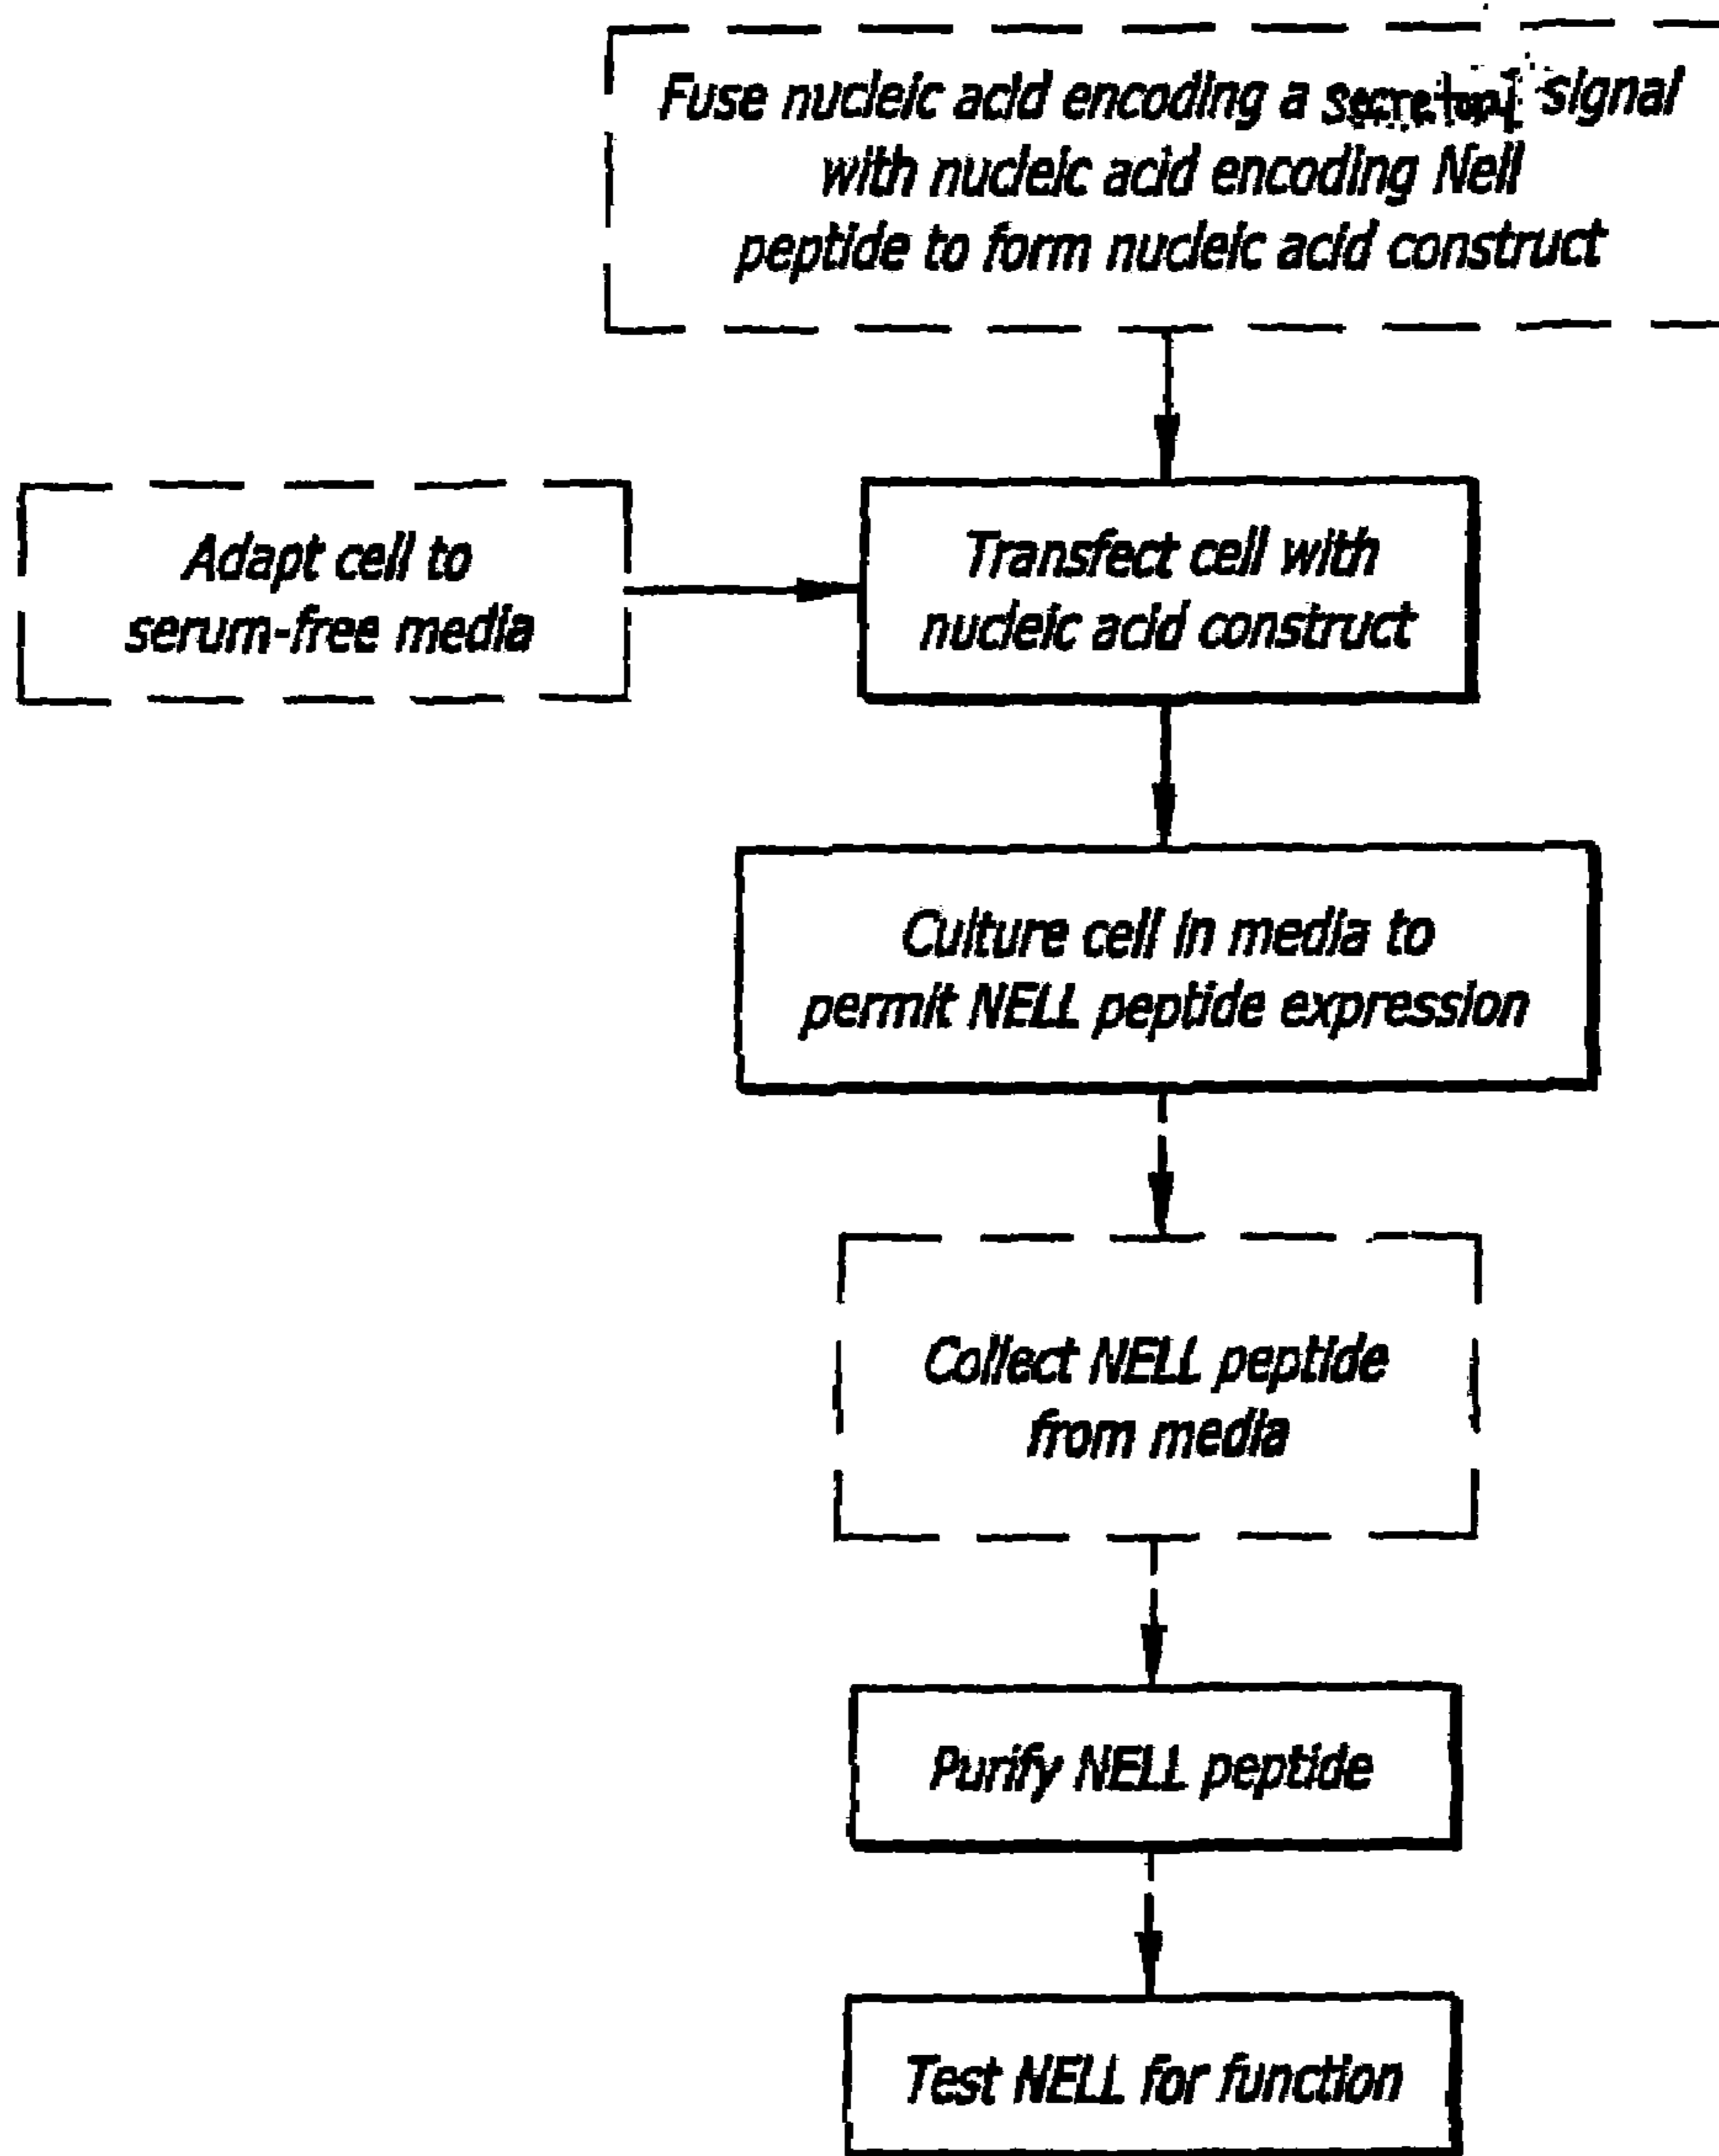 Fuse nucleic acid encoding a secretory signal
with nucleic acid encoding Nell
peptide to form nucleic acid construct
Adapt cell to
serum-free media
Transfect cell with
nucleic acid construct
Culture cell in media to
permit NELL peptide expression
Collect NELL peptide
from media
Purify NELL peptide
Test NELL for function